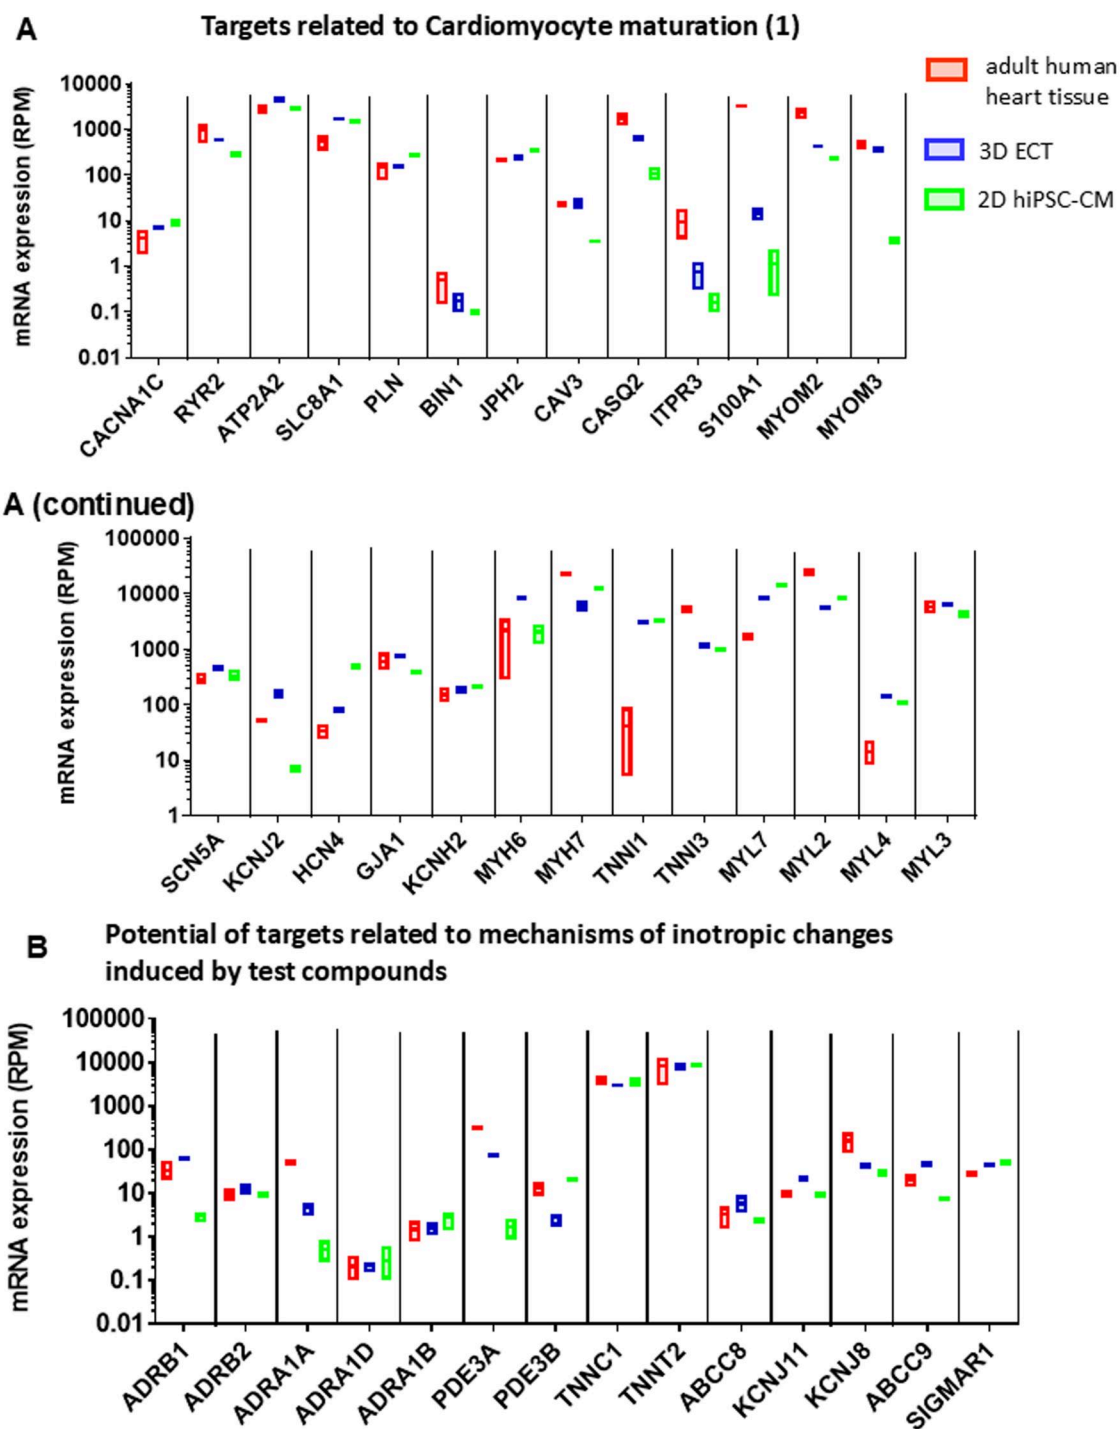 A
Targets related to Cardiomyocyte maturation (1)
adult human
heart tissue
3D ECT
2D hiPSC-CM
mRNA expression (RPM)
10000
1000
100
10
1
0.1
0.01
CACNA1C
RYR2
ATP2A2
SLC8A1
PLN
BIN1
JPH2
CAV3
CASQ2
ITPR3
S100A1
MYOM2
MYOM3
A (continued)
mRNA expression (RPM)
100000
10000
1000
100
10
1
SCN5A
KCNJ2
HCN4
GJA1
KCNH2
MYH6
MYH7
TNNI1
TNNI3
MYL7
MYL2
MYL4
MYL3
B
Potential of targets related to mechanisms of inotropic changes
induced by test compounds
mRNA expression (RPM)
100000
10000
1000
100
10
1
0.1
0.01
ADRB1
ADRB2
ADRA1A
ADRA1D
ADRA1B
PDE3A
PDE3B
TNNC1
TNNT2
ABCC8
KCNJ11
KCNJ8
ABCC9
SIGMAR1